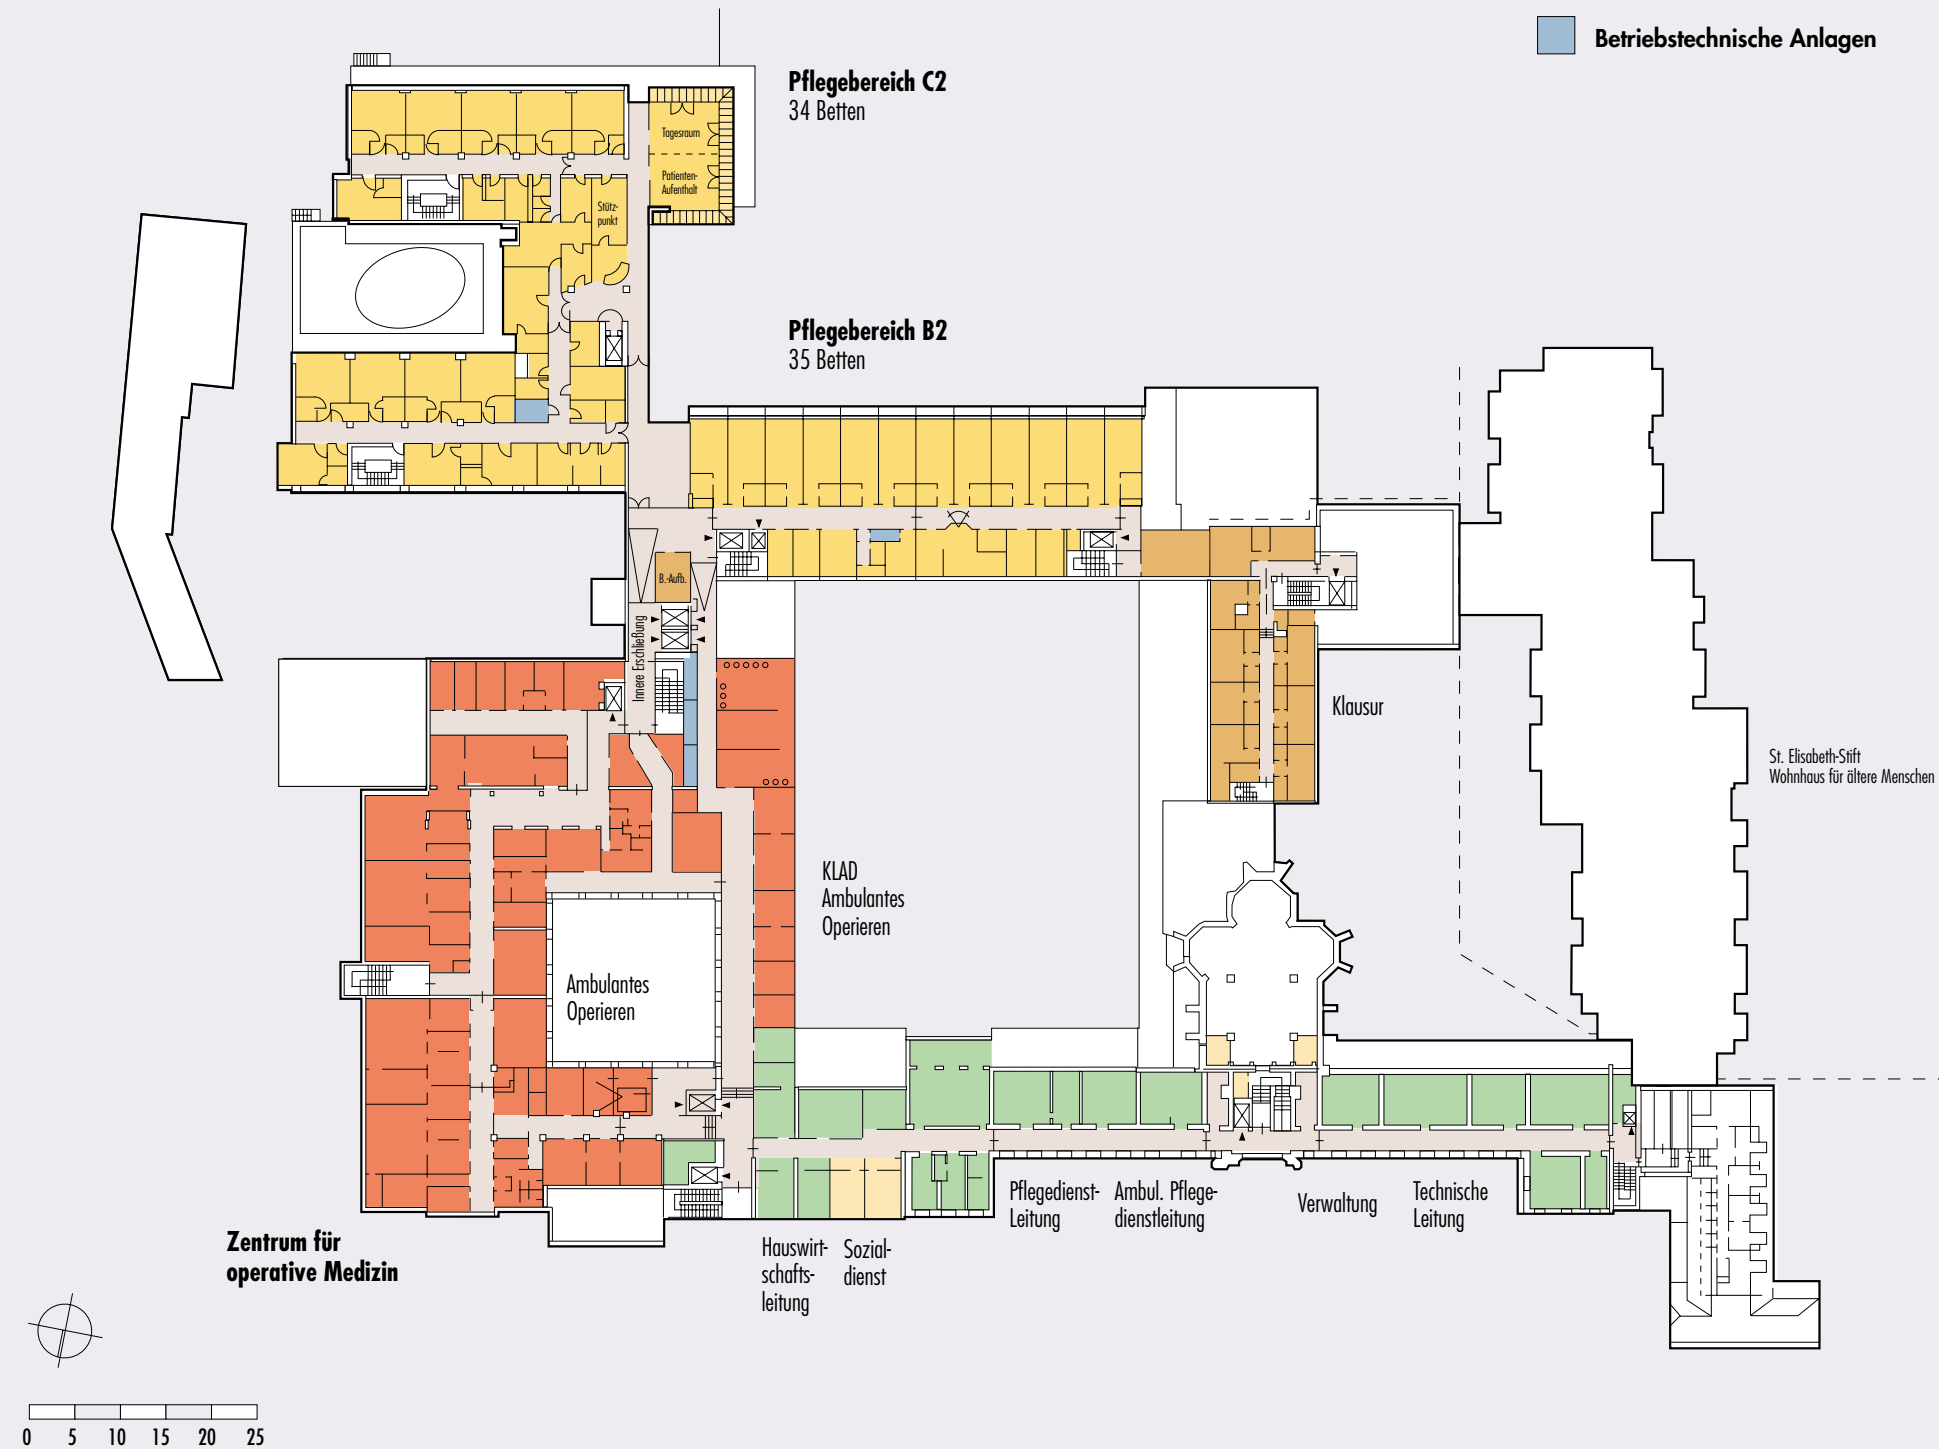 Betriebstechnische Anlagen
Pflegebereich C2
34 Betten
Tagesraum
Patienten-
Aufenthalt
Stütz-
punkt
Pflegebereich B2
35 Betten
B.-Aufb.
Innere Erschließung
Klausur
St. Elisabeth-Stift
Wohnhaus für ältere Menschen
KLAD
Ambulantes
Operieren
Ambulantes
Operieren
Pflegedienst-
Leitung
Ambul. Pflege-
dienstleitung
Verwaltung
Technische
Leitung
Zentrum für
operative Medizin
Hauswirt-
schafts-
leitung
Sozial-
dienst
0 5 10 15 20 25